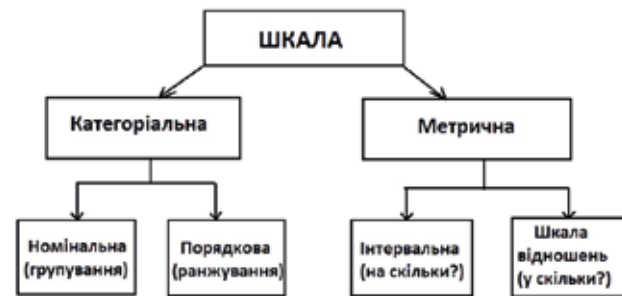 ШКАЛА
Категоріальна
Метрична
Номінальна
(групування)
Порядкова
(ранжування)
Інтервальна
(на скільки?)
Шкала
відношень
(у скільки?)